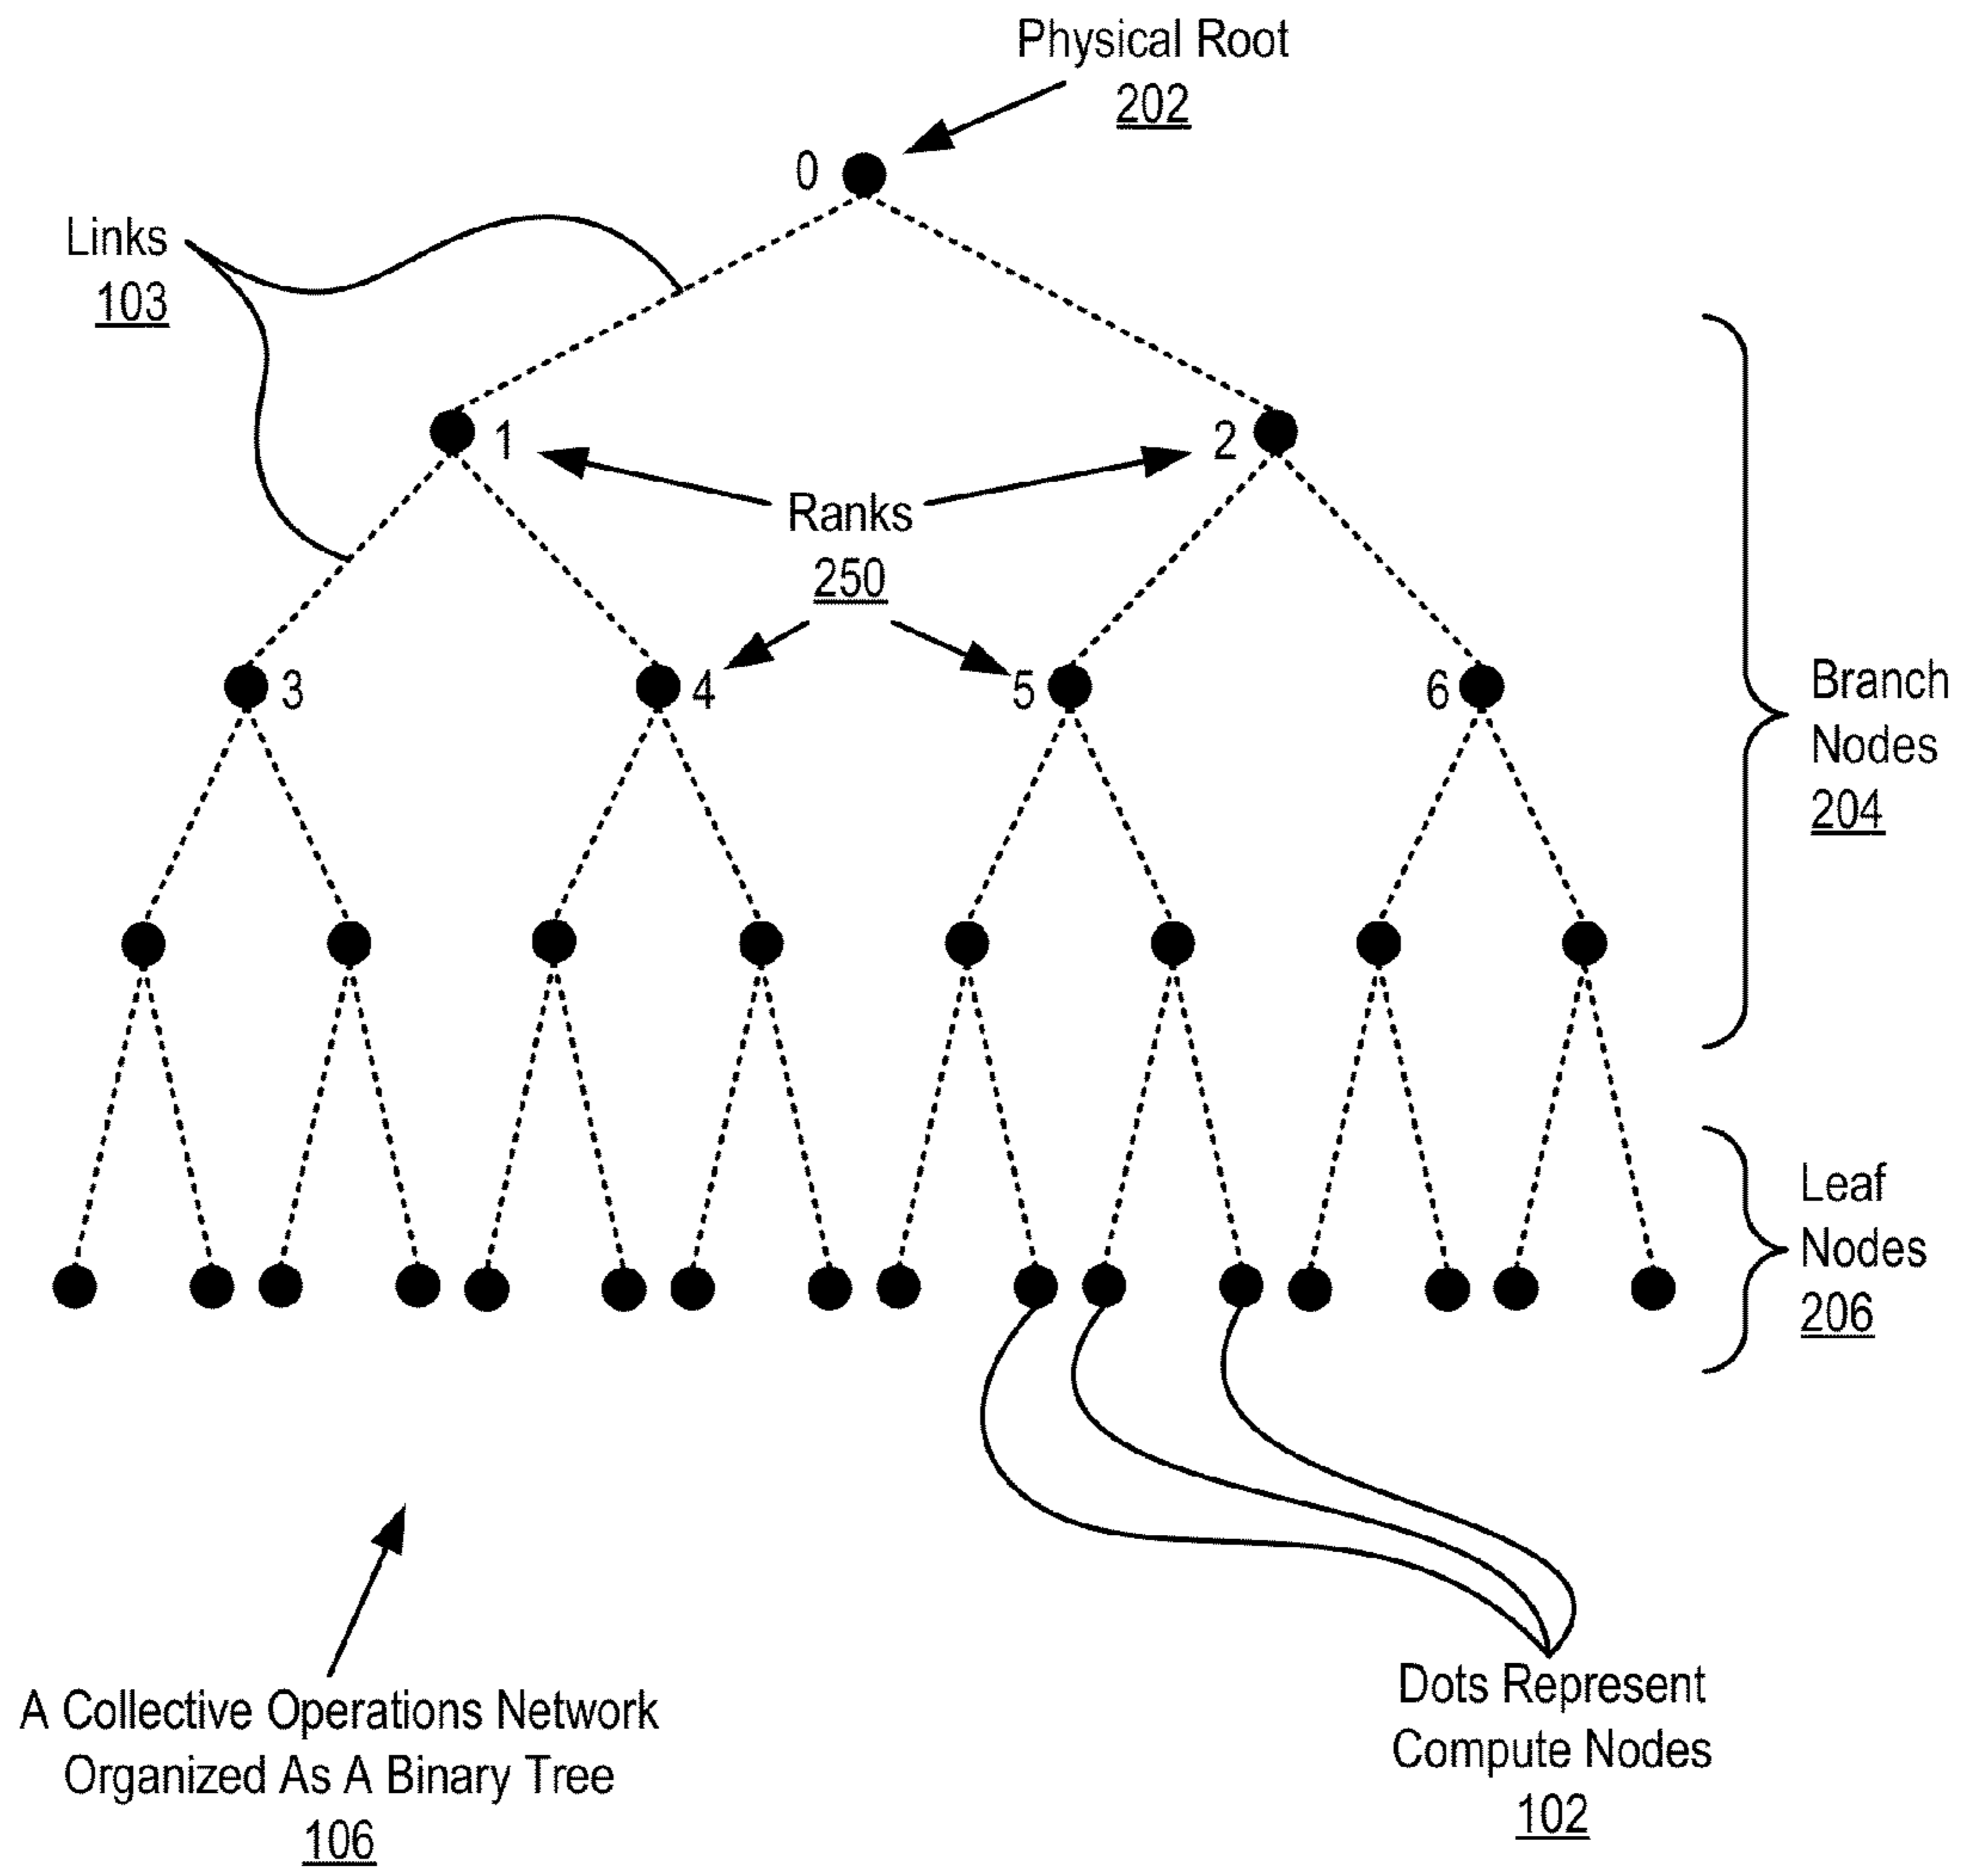 Physical Root
202
0
Links
103
1
2
Ranks
250
3
4
5
6
Branch
Nodes
204
Leaf
Nodes
206
A Collective Operations Network
Organized As A Binary Tree
106
Dots Represent
Compute Nodes
102